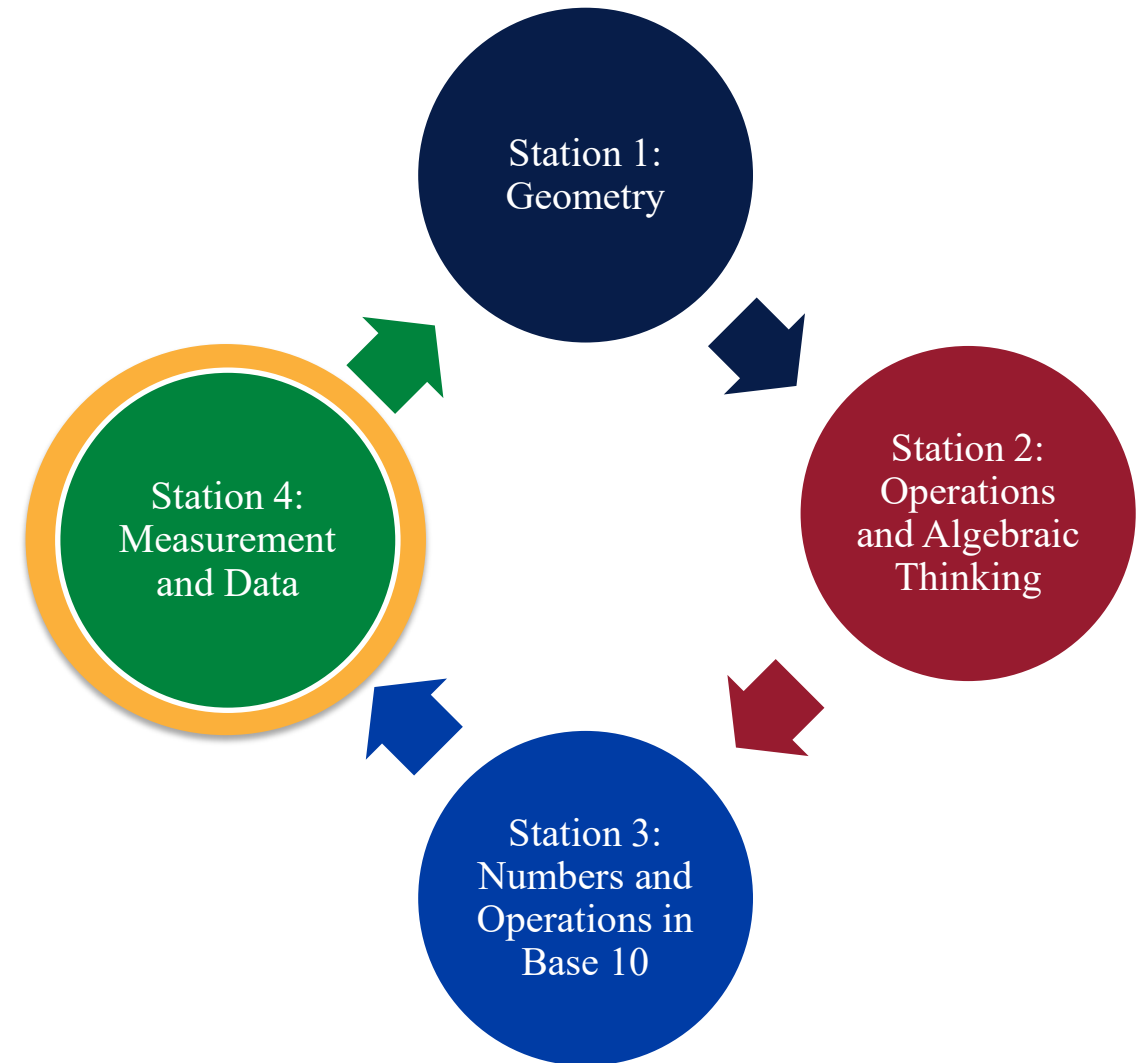 Station 1:
Geometry
Station 2:
Operations
and Algebraic
Thinking
Station 3:
Numbers and
Operations in
Base 10
Station 4:
Measurement
and Data